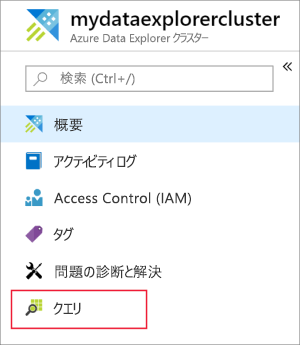 mydataexplorercluster
Azure Data Explorer クラスター
検索 (Ctrl+/)
概要
アクティビティ ログ
Access Control (IAM)
タグ
問題の診断と解決
クエリ